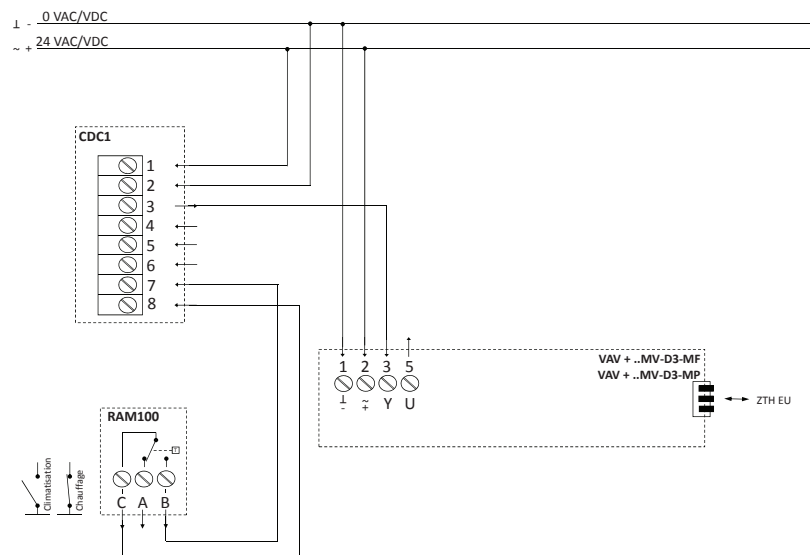 ⊥ - 0 VAC/VDC
~ + 24 VAC/VDC
CDC1
1
2
3
4
5
6
7
8
VAV + ..MV-D3-MF
VAV + ..MV-D3-MP
1 2 3 5
⊥ ~ Y U
- +
ZTH EU
RAM100
T
C A B
Climatisation
Chauffage